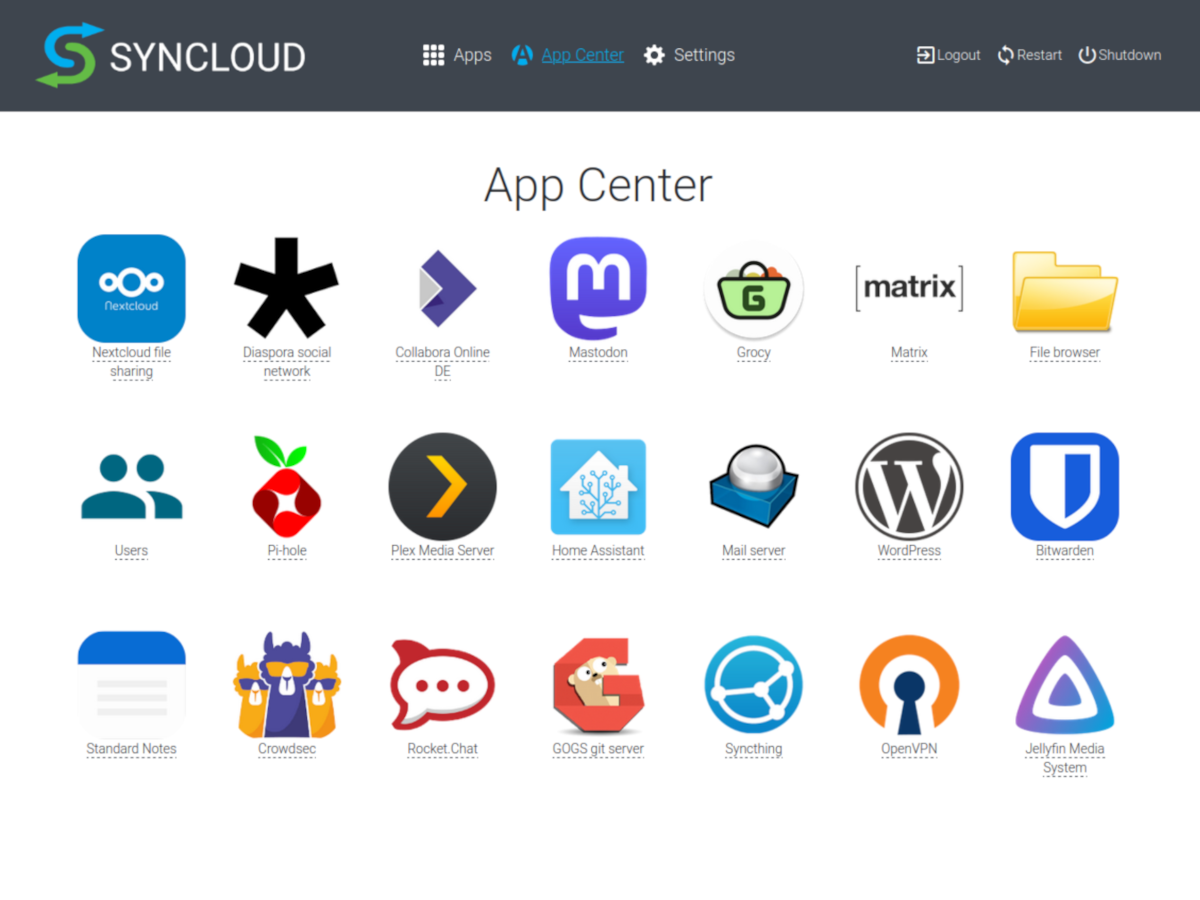 SYNCLOUD
Apps
App Center
Settings
Logout
Restart
Shutdown
App Center
Nextcloud
Nextcloud file
sharing
Diaspora social
network
Collabora Online
DE
m
Mastodon
G
Grocy
[matrix]
Matrix
File browser
Users
Pi-hole
Plex Media Server
Home Assistant
Mail server
W
WordPress
Bitwarden
Standard Notes
Crowdsec
Rocket.Chat
GOGS git server
Syncthing
OpenVPN
Jellyfin Media
System